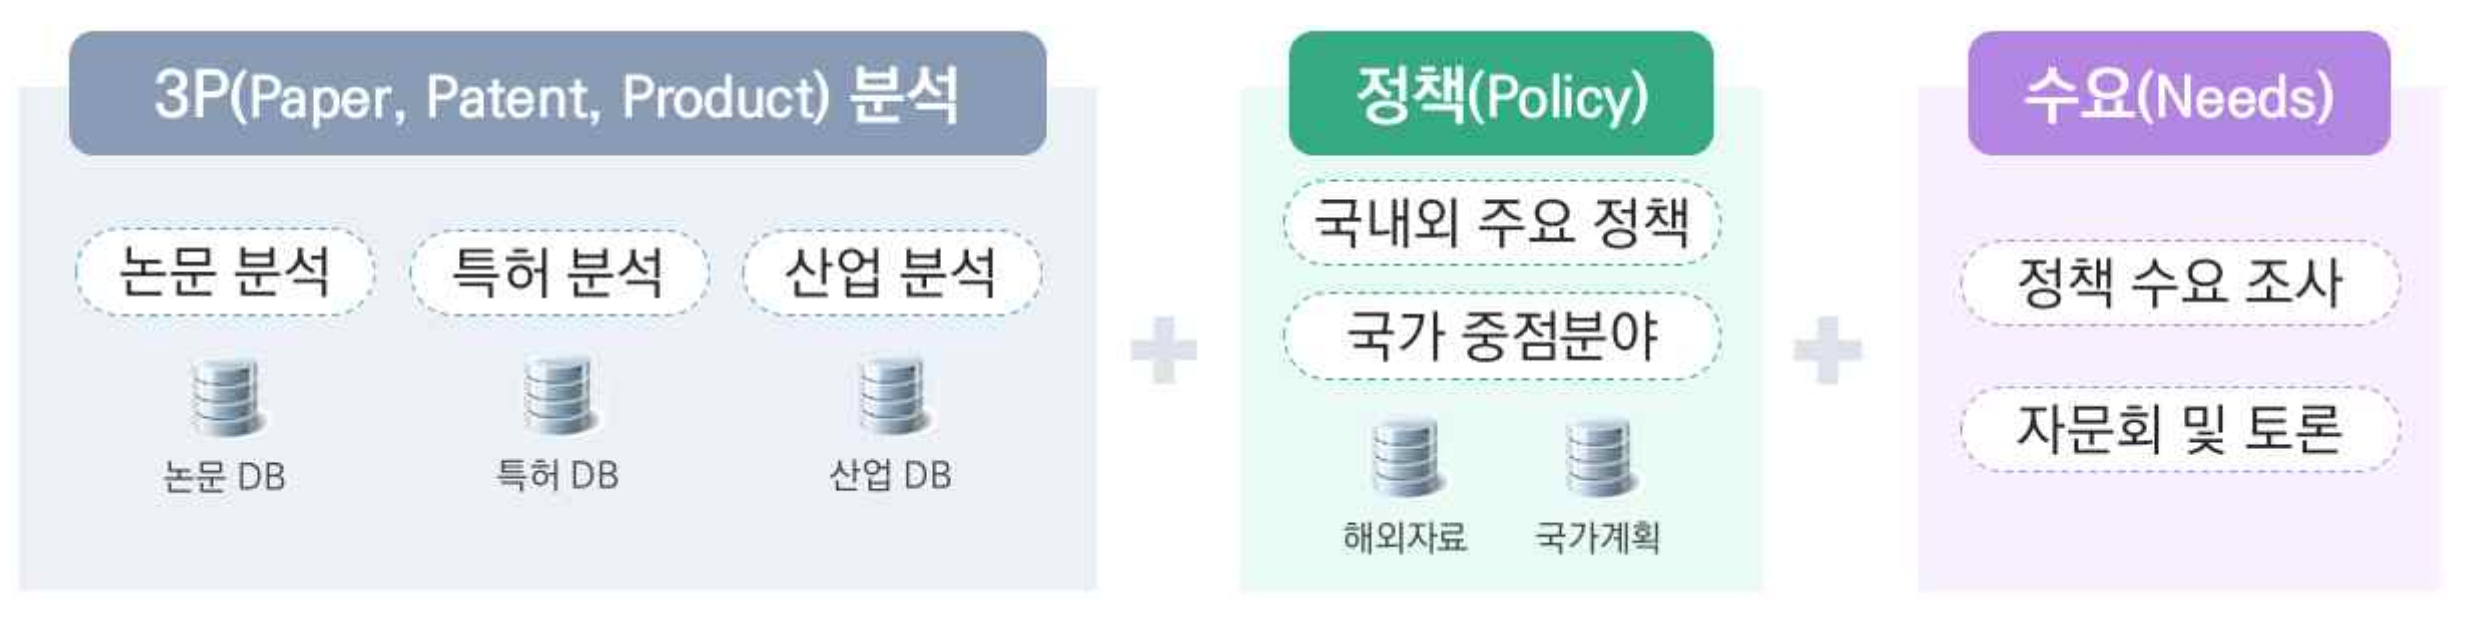 3P(Paper, Patent, Product) 분석
논문 분석
특허 분석
산업 분석
논문 DB
특허 DB
산업 DB
정책(Policy)
국내외 주요 정책
국가 중점분야
해외자료
국가계획
수요(Needs)
정책 수요 조사
자문회 및 토론